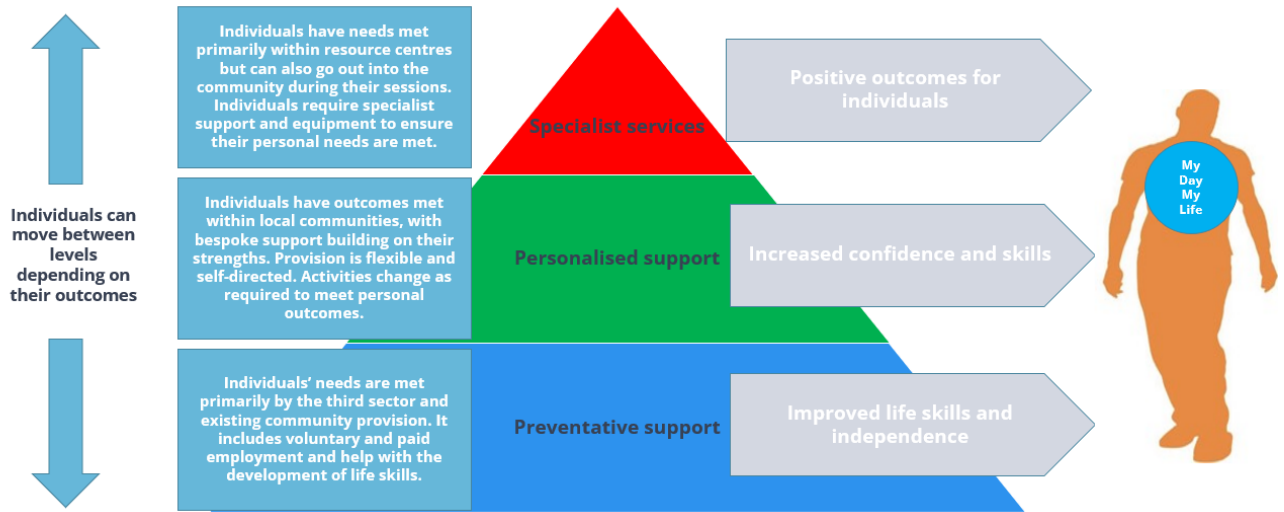 Individuals can
move between
levels
depending on
their outcomes
Individuals have needs met
primarily within resource centres
but can also go out into the
community during their sessions.
Individuals require specialist
support and equipment to ensure
their personal needs are met.
Specialist services
Positive outcomes for
individuals
Individuals have outcomes met
within local communities, with
bespoke support building on their
strengths. Provision is flexible and
self-directed. Activities change as
required to meet personal
outcomes.
Personalised support
Increased confidence and skills
Individuals’ needs are met
primarily by the third sector and
existing community provision. It
includes voluntary and paid
employment and help with the
development of life skills.
Preventative support
Improved life skills and
independence
My
Day
My
Life